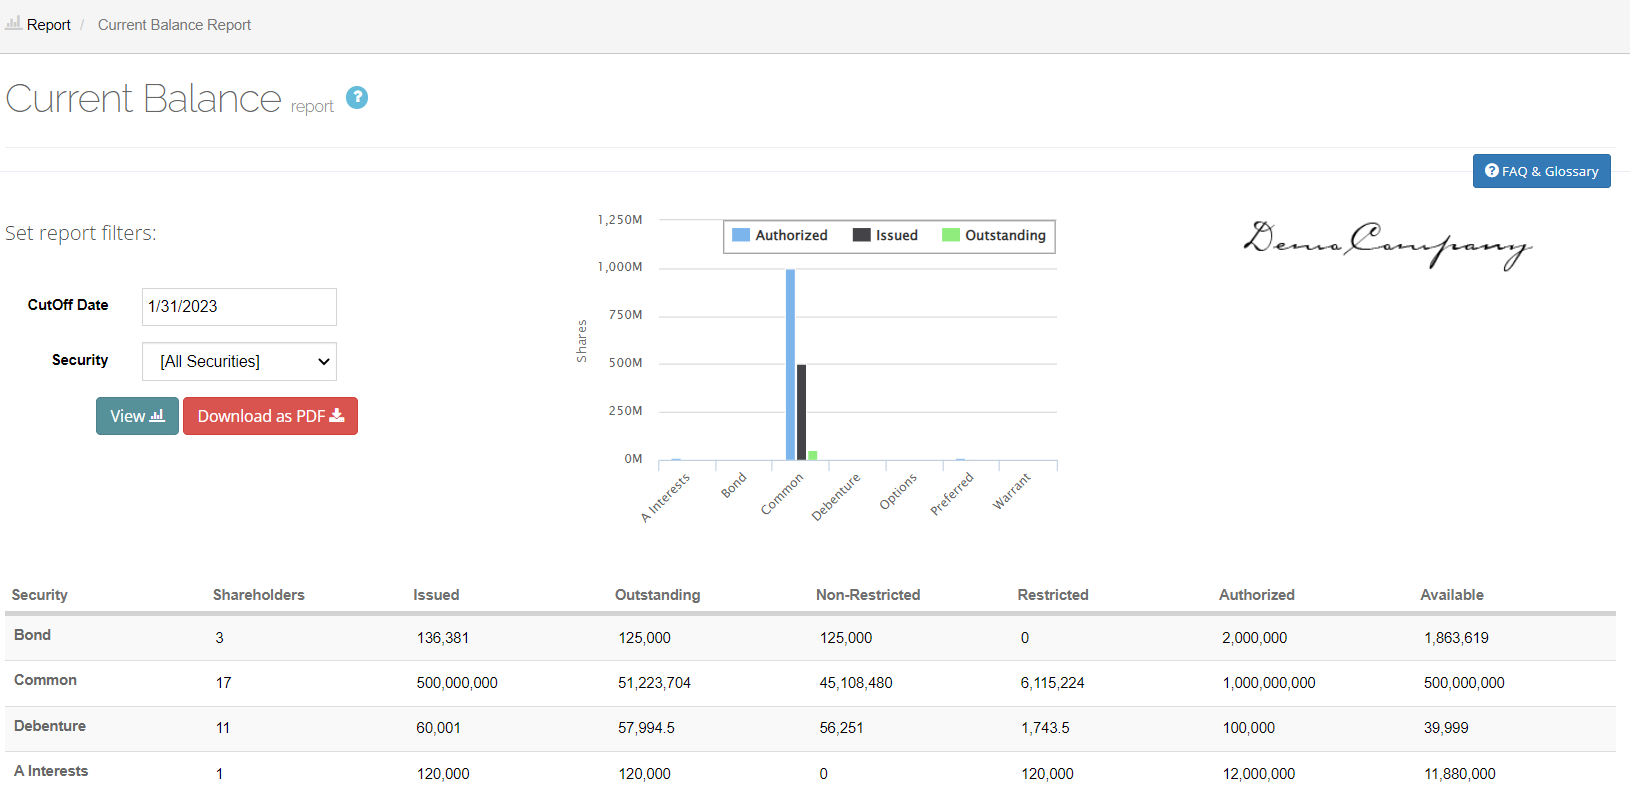 Report / Current Balance Report
Current Balance report ?
? FAQ & Glossary
Set report filters:
CutOff Date 1/31/2023
Security [All Securities]
View Download as PDF
1,250M
1,000M
750M
500M
250M
0M
Shares
Authorized Issued Outstanding
A Interests Bond Common Debenture Options Preferred Warrant
Demo Company
Security Shareholders Issued Outstanding Non-Restricted Restricted Authorized Available
Bond 3 136,381 125,000 125,000 0 2,000,000 1,863,619
Common 17 500,000,000 51,223,704 45,108,480 6,115,224 1,000,000,000 500,000,000
Debenture 11 60,001 57,994.5 56,251 1,743.5 100,000 39,999
A Interests 1 120,000 120,000 0 120,000 12,000,000 11,880,000